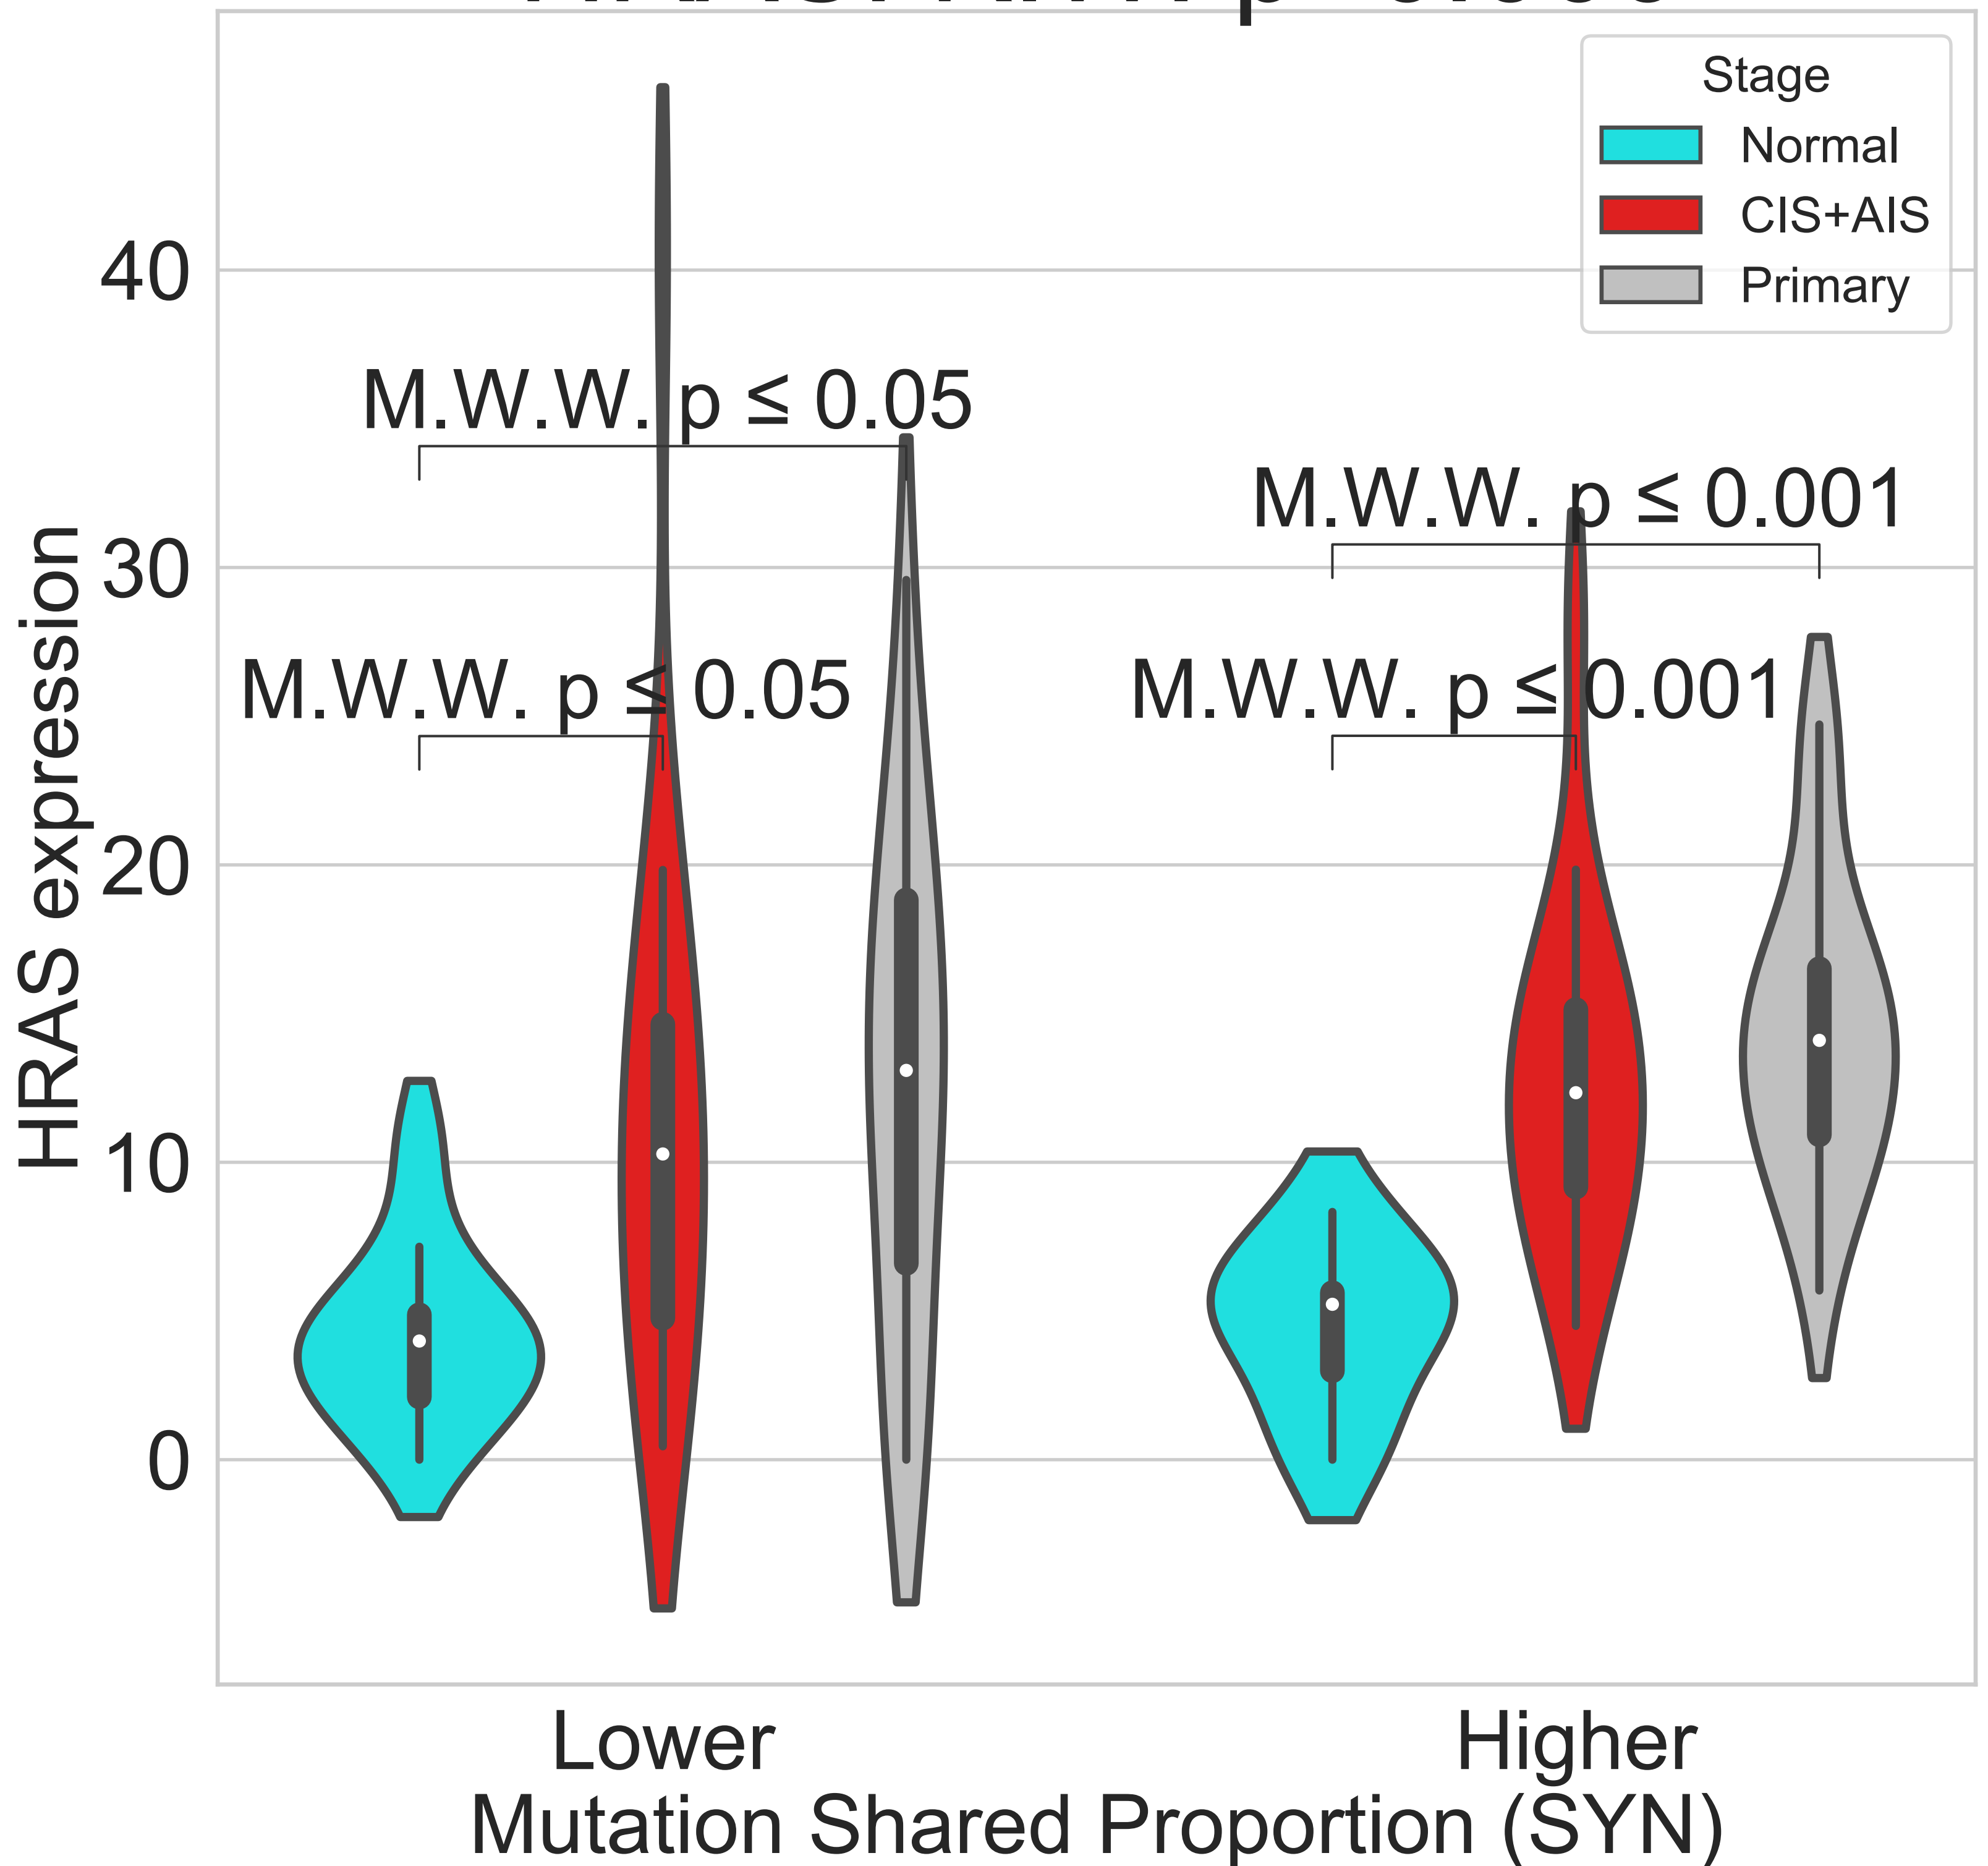 Stage
Normal
CIS+AIS
Primary
40
30
20
10
0
HRAS expression
M.W.W. p ≤ 0.05
M.W.W. p ≤ 0.001
M.W.W. p ≤ 0.05
M.W.W. p ≤ 0.001
Lower
Higher
Mutation Shared Proportion (SYN)